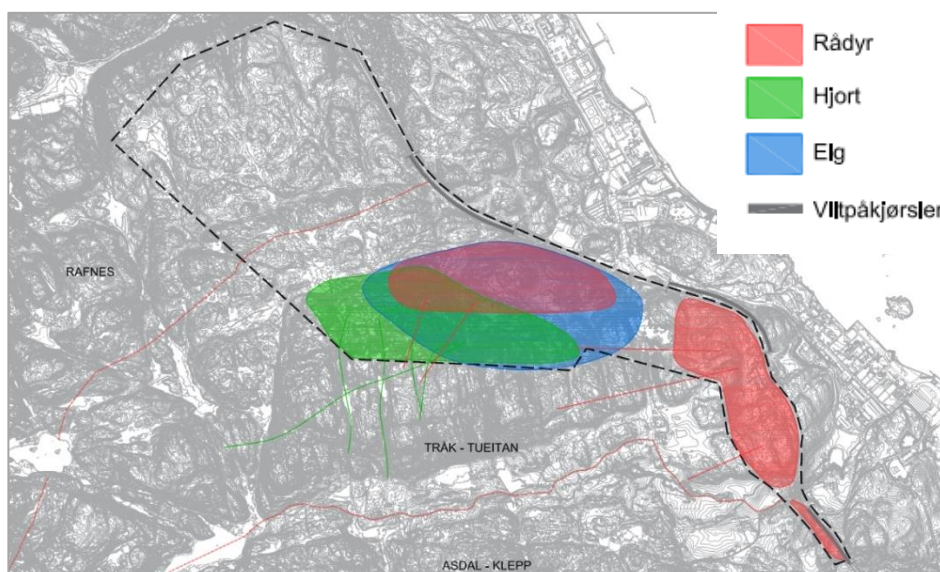 Rådyr
Hjort
Elg
Viltpåkjørsler
RAFNES
TRÅK - TUEITAN
ASDAL - KLEPP